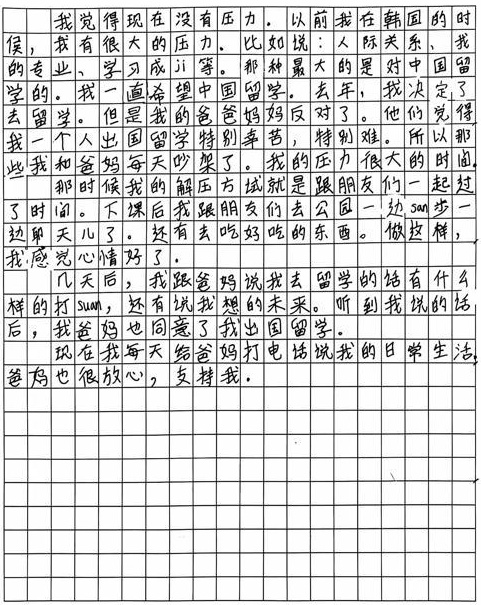 我觉得现在没有压力．以前我在韩国的时
候，我有很大的压力．比如说：人际关系、我
的专业、学习成ji等。那种最大的是对中国留
学的．我一直希望中国留学．去年，我决定了
去留学。但是我的爸爸妈妈反对了。他们觉得
我一个人出国留学特别辛苦，特别难。所以那
些我和爸妈每天吵架了。我的压力很大的时间．
那时候我的解压方试就是跟朋友们一起过
了时间。下课后我跟朋友们去公园一边san步一
边聊天儿了。还有去吃好吃的东西。做这样，
我感觉心情好了．
几天后，我跟爸妈说我去留学的话有什么
样的打suan，还有说我想的未来。听到我说的话
后，我爸妈也同意了我出国留学。
现在我每天给爸妈打电话说我的日常生活．
爸妈也很放心，支持我．